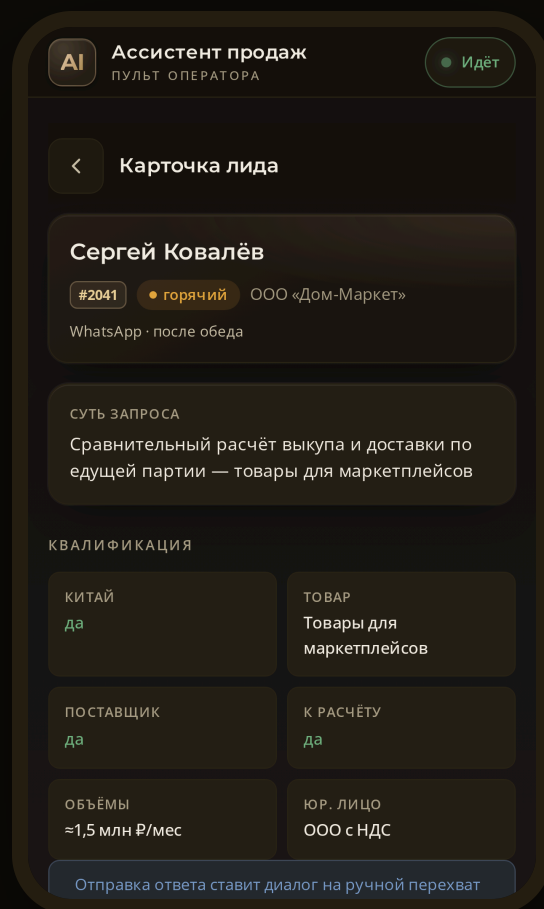 AI
Ассистент продаж
ПУЛЬТ ОПЕРАТОРА
Идёт
Карточка лида
Сергей Ковалёв
#2041
горячий
ООО «Дом-Маркет»
WhatsApp · после обеда
СУТЬ ЗАПРОСА
Сравнительный расчёт выкупа и доставки по
едущей партии — товары для маркетплейсов
КВАЛИФИКАЦИЯ
КИТАЙ
да
ТОВАР
Товары для
маркетплейсов
ПОСТАВЩИК
да
К РАСЧЁТУ
да
ОБЪЁМЫ
≈1,5 млн ₽/мес
ЮР. ЛИЦО
ООО с НДС
Отправка ответа ставит диалог на ручной перехват